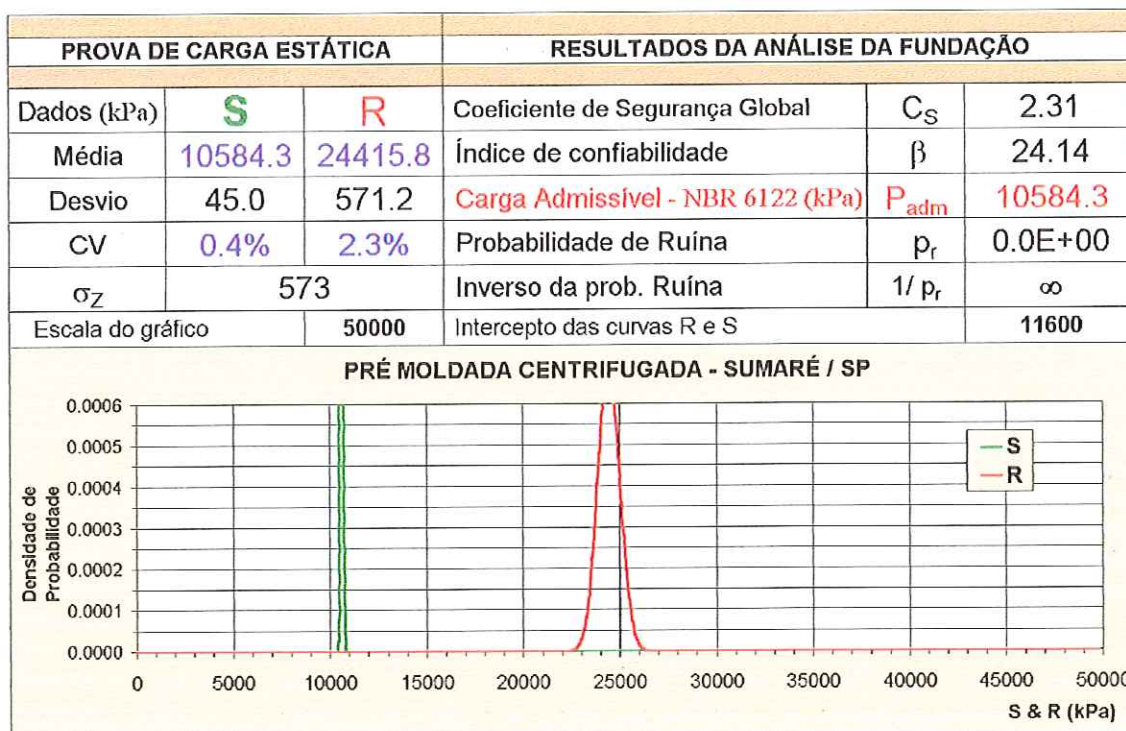 PROVA DE CARGA ESTÁTICA RESULTADOS DA ANÁLISE DA FUNDAÇÃO
Dados (kPa) S R Coeficiente de Segurança Global C_S 2.31
Média 10584.3 24415.8 Índice de confiabilidade β 24.14
Desvio 45.0 571.2 Carga Admissível - NBR 6122 (kPa) P_adm 10584.3
CV 0.4% 2.3% Probabilidade de Ruína p_r 0.0E+00
σ_Z 573 Inverso da prob. Ruína 1/ p_r ∞
Escala do gráfico 50000 Intercepto das curvas R e S 11600
PRÉ MOLDADA CENTRIFUGADA - SUMARÉ / SP
Densidade de
Probabilidade
0.0006
0.0005
0.0004
0.0003
0.0002
0.0001
0.0000
S
R
0 5000 10000 15000 20000 25000 30000 35000 40000 45000 50000
S & R (kPa)